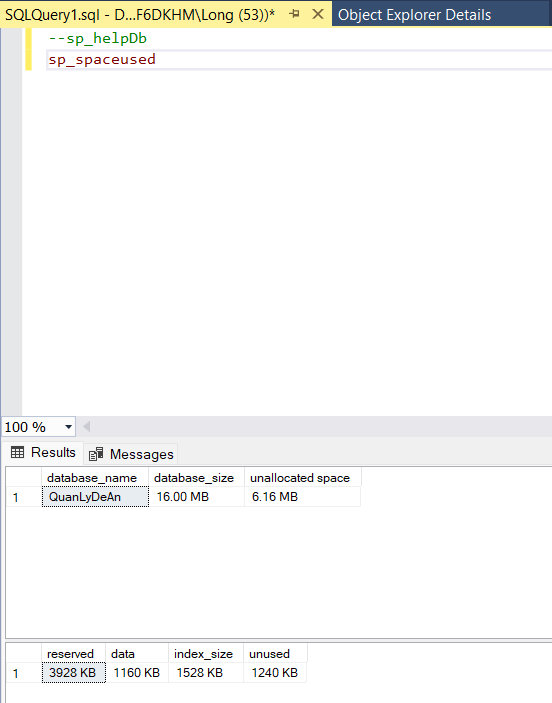 SQLQuery1.sql - D...F6DKHM\Long (53))* Object Explorer Details
--sp_helpDb
sp_spaceused
100 %
Results Messages
database_name database_size unallocated space
1 QuanLyDeAn 16.00 MB 6.16 MB
reserved data index_size unused
1 3928 KB 1160 KB 1528 KB 1240 KB